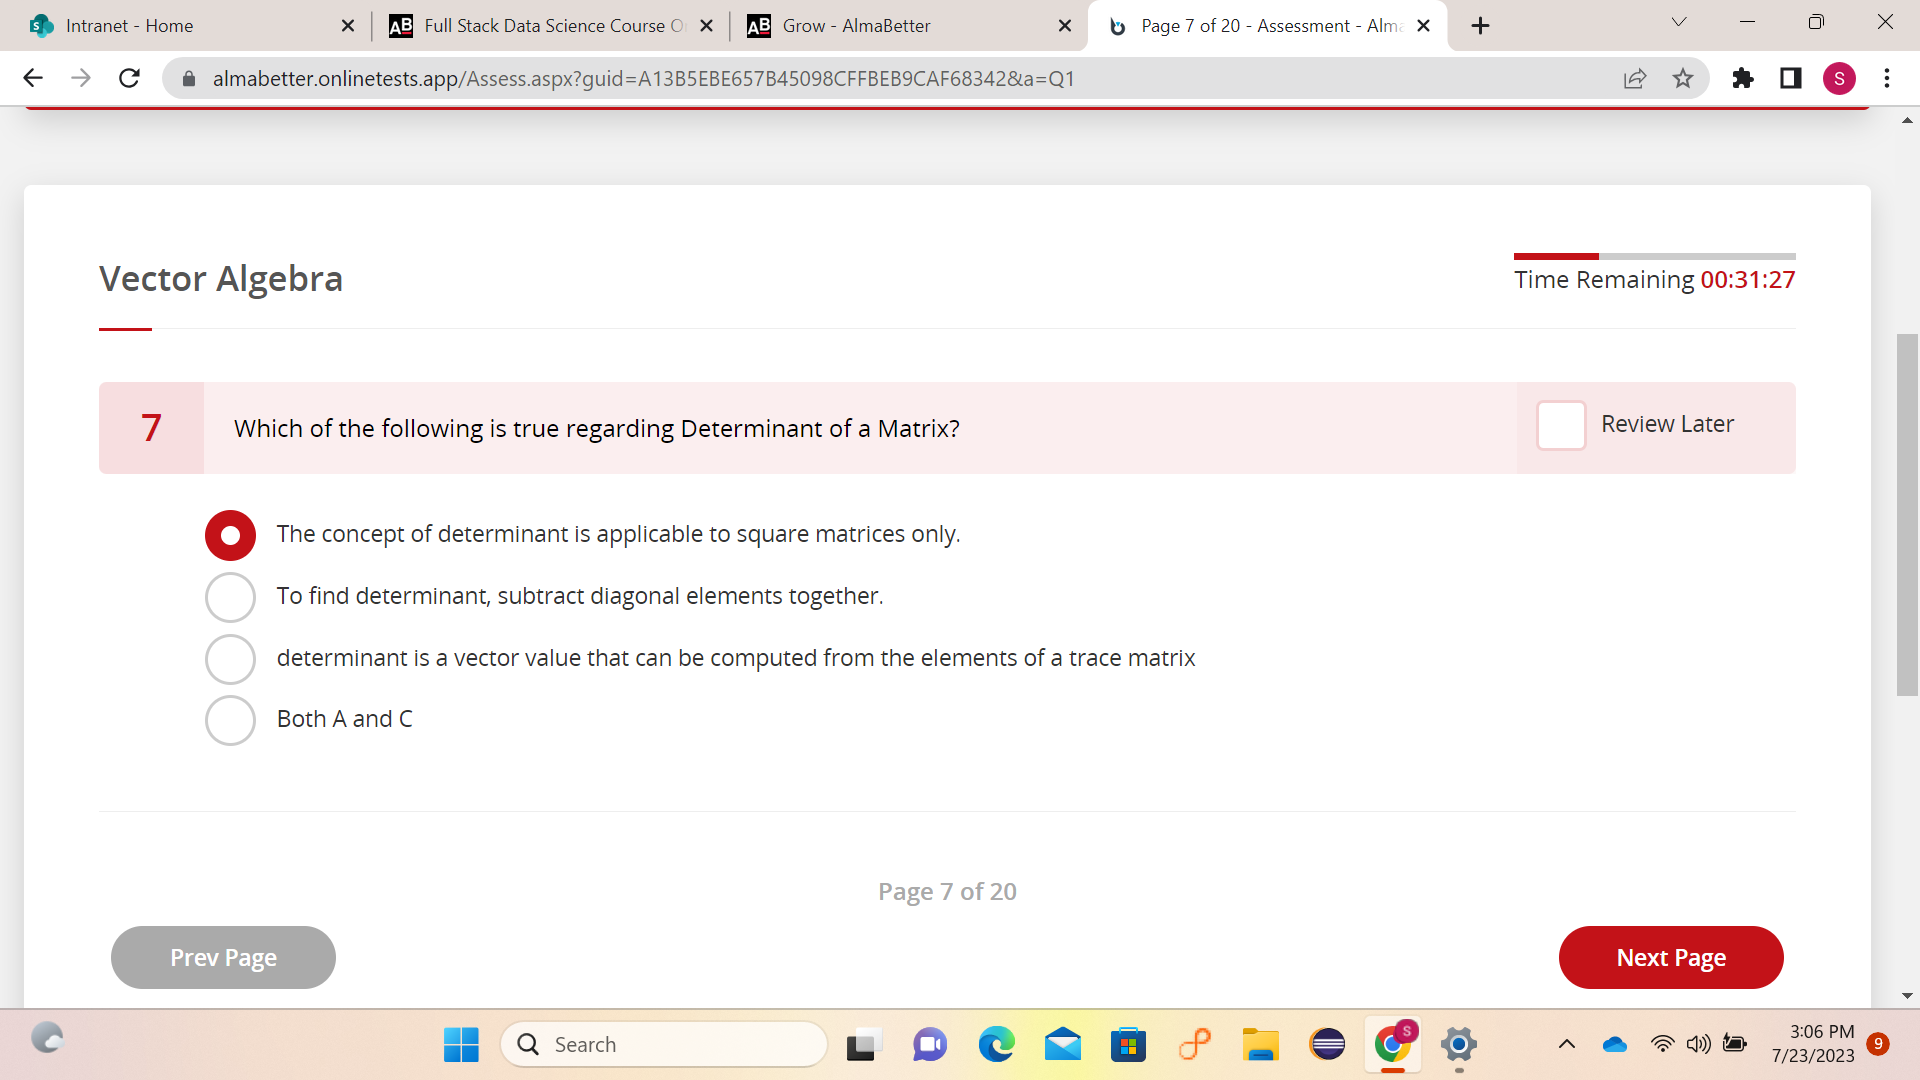 Intranet - Home
AB Full Stack Data Science Course O
AB Grow - AlmaBetter
Page 7 of 20 - Assessment - Alma
almabetter.onlinetests.app/Assess.aspx?guid=A13B5EBE657B45098CFFBEB9CAF68342&a=Q1
S
Vector Algebra
Time Remaining 00:31:27
7
Which of the following is true regarding Determinant of a Matrix?
Review Later
The concept of determinant is applicable to square matrices only.
To find determinant, subtract diagonal elements together.
determinant is a vector value that can be computed from the elements of a trace matrix
Both A and C
Page 7 of 20
Prev Page
Next Page
Search
S
3:06 PM
7/23/2023
9